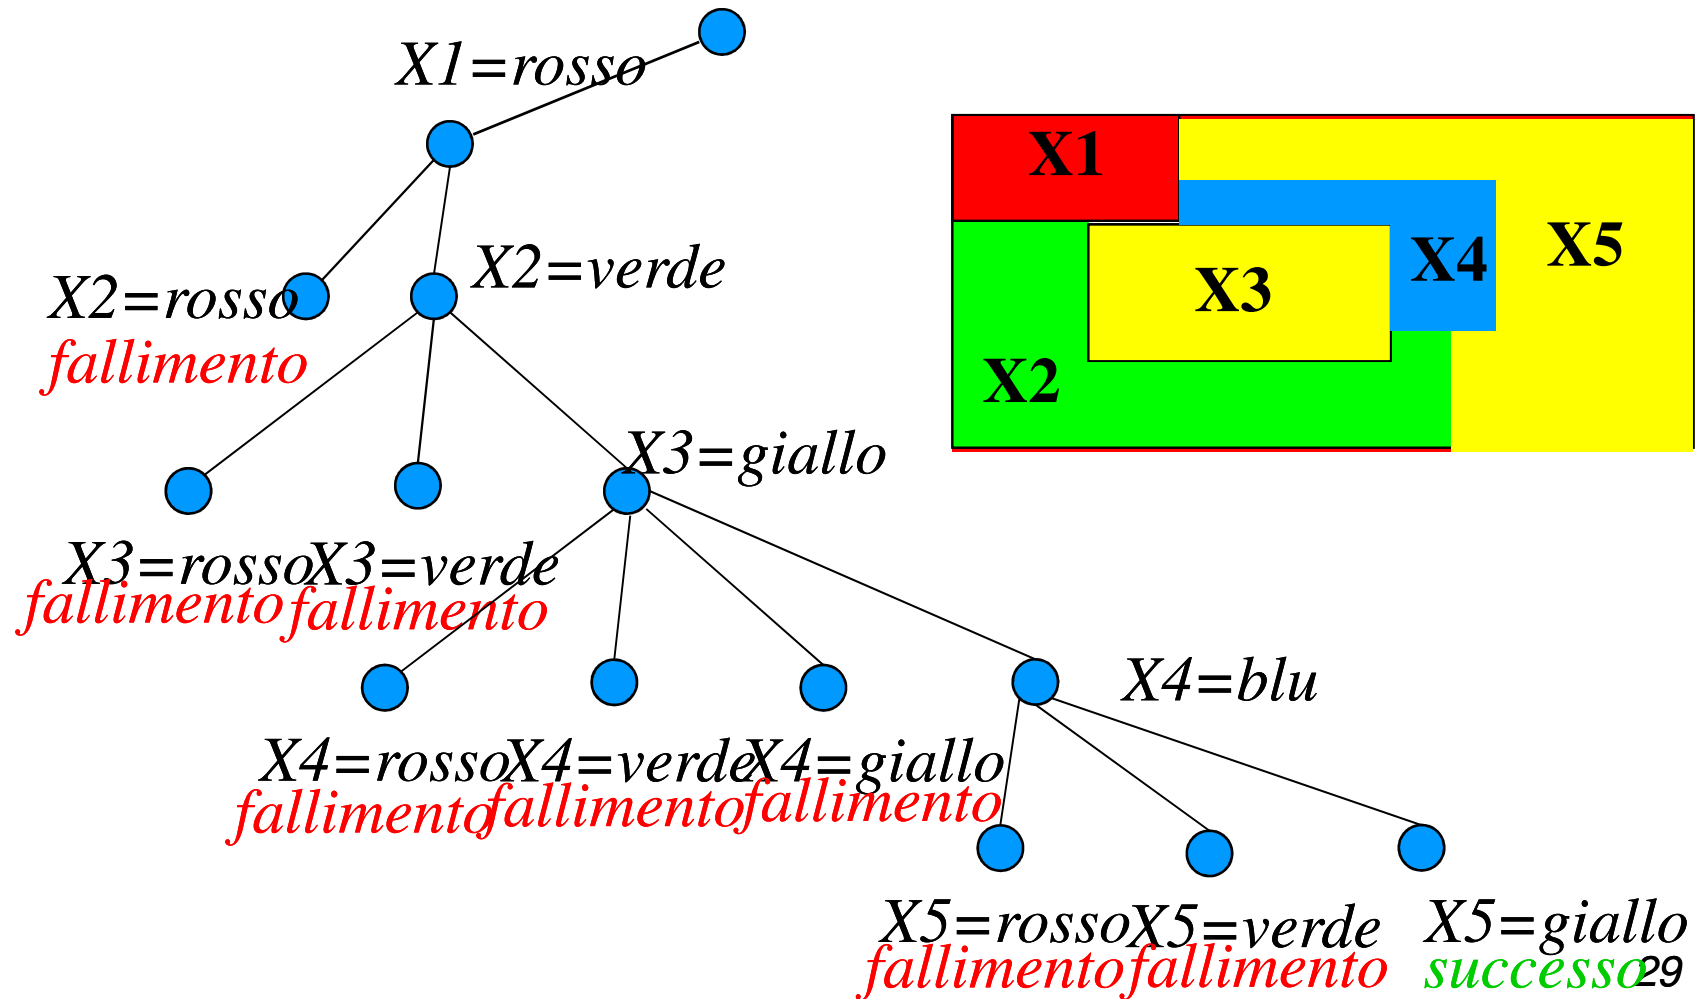 X1=rosso
X1
X2=verde
X5
X4
X3
X2=rosso
fallimento
X2
X3=giallo
X3=rosso
X3=verde
fallimento
fallimento
X4=blu
X4=rosso
X4=verde
X4=giallo
fallimento
fallimento
fallimento
X5=rosso
X5=verde
X5=giallo
fallimento
fallimento
successo
29